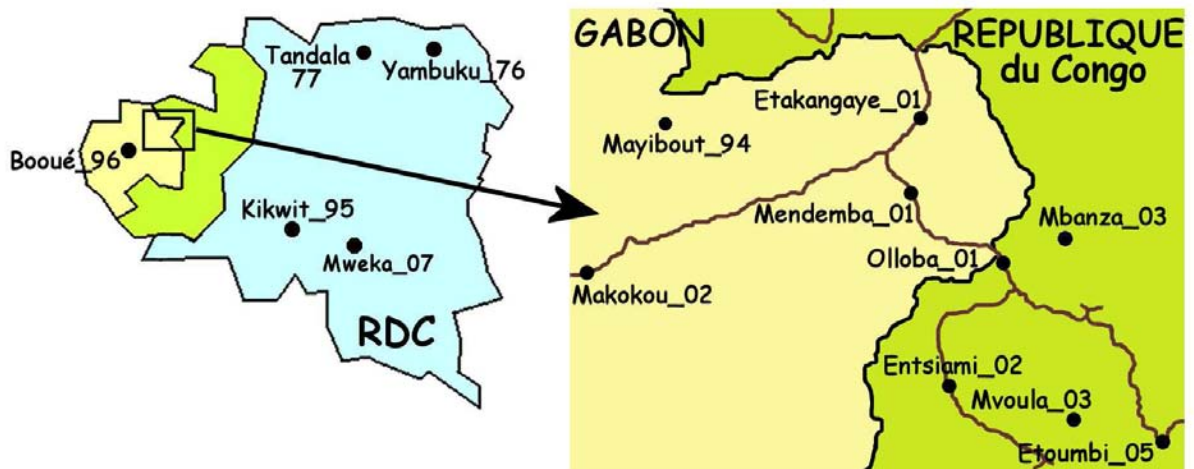 Tandala
77
Yambuku_76
Booué_96
Kikwit_95
Mweka_07
RDC
GABON
REPUBLIQUE
du Congo
Etakangaye_01
Mayibout_94
Mendemba_01
Mbanza_03
Olloba_01
Makokou_02
Entsiami_02
Mvoula_03
Etoumbi_05